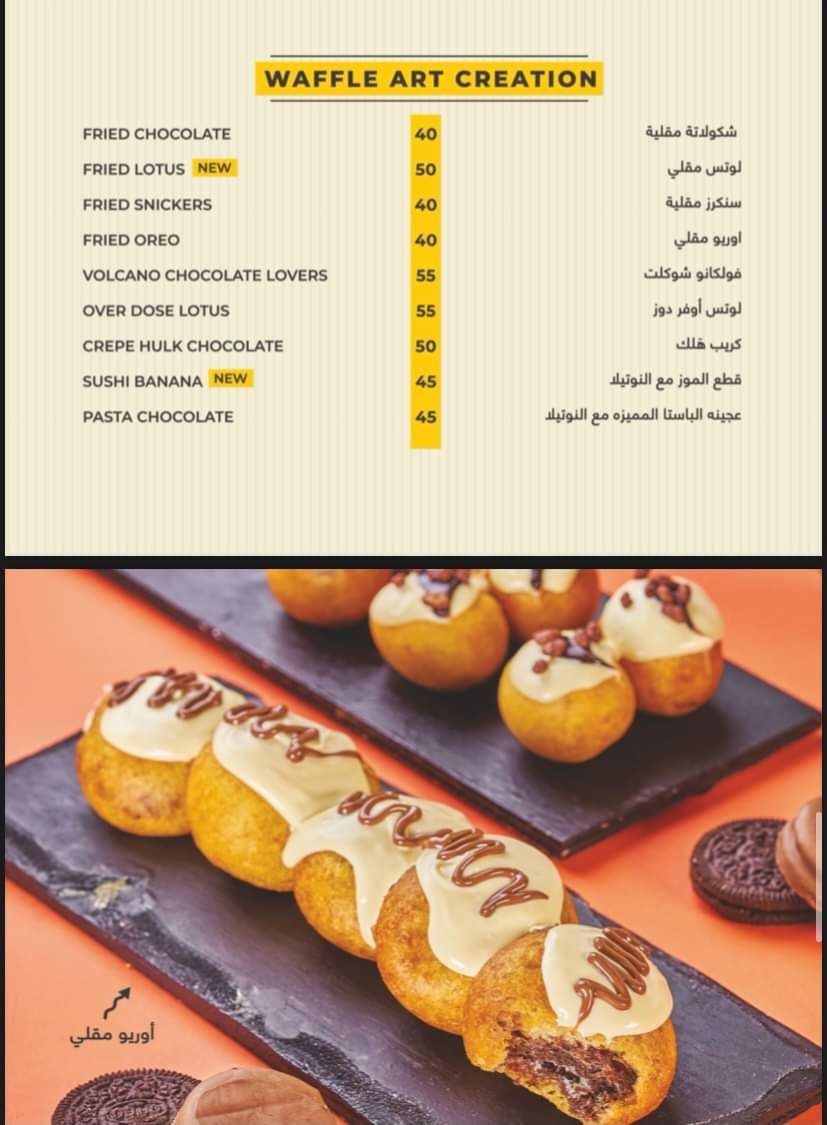 WAFFLE ART CREATION
FRIED CHOCOLATE 40 شكولاتة مقلية
FRIED LOTUS NEW 50 لوتس مقلي
FRIED SNICKERS 40 سنكرز مقلية
FRIED OREO 40 اوريو مقلي
VOLCANO CHOCOLATE LOVERS 55 فولكانو شوكلت
OVER DOSE LOTUS 55 لوتس أوفر دوز
CREPE HULK CHOCOLATE 50 كريب هَلك
SUSHI BANANA NEW 45 قطع الموز مع النوتيلا
PASTA CHOCOLATE 45 عجينه الباستا المميزه مع النوتيلا
أوريو مقلي